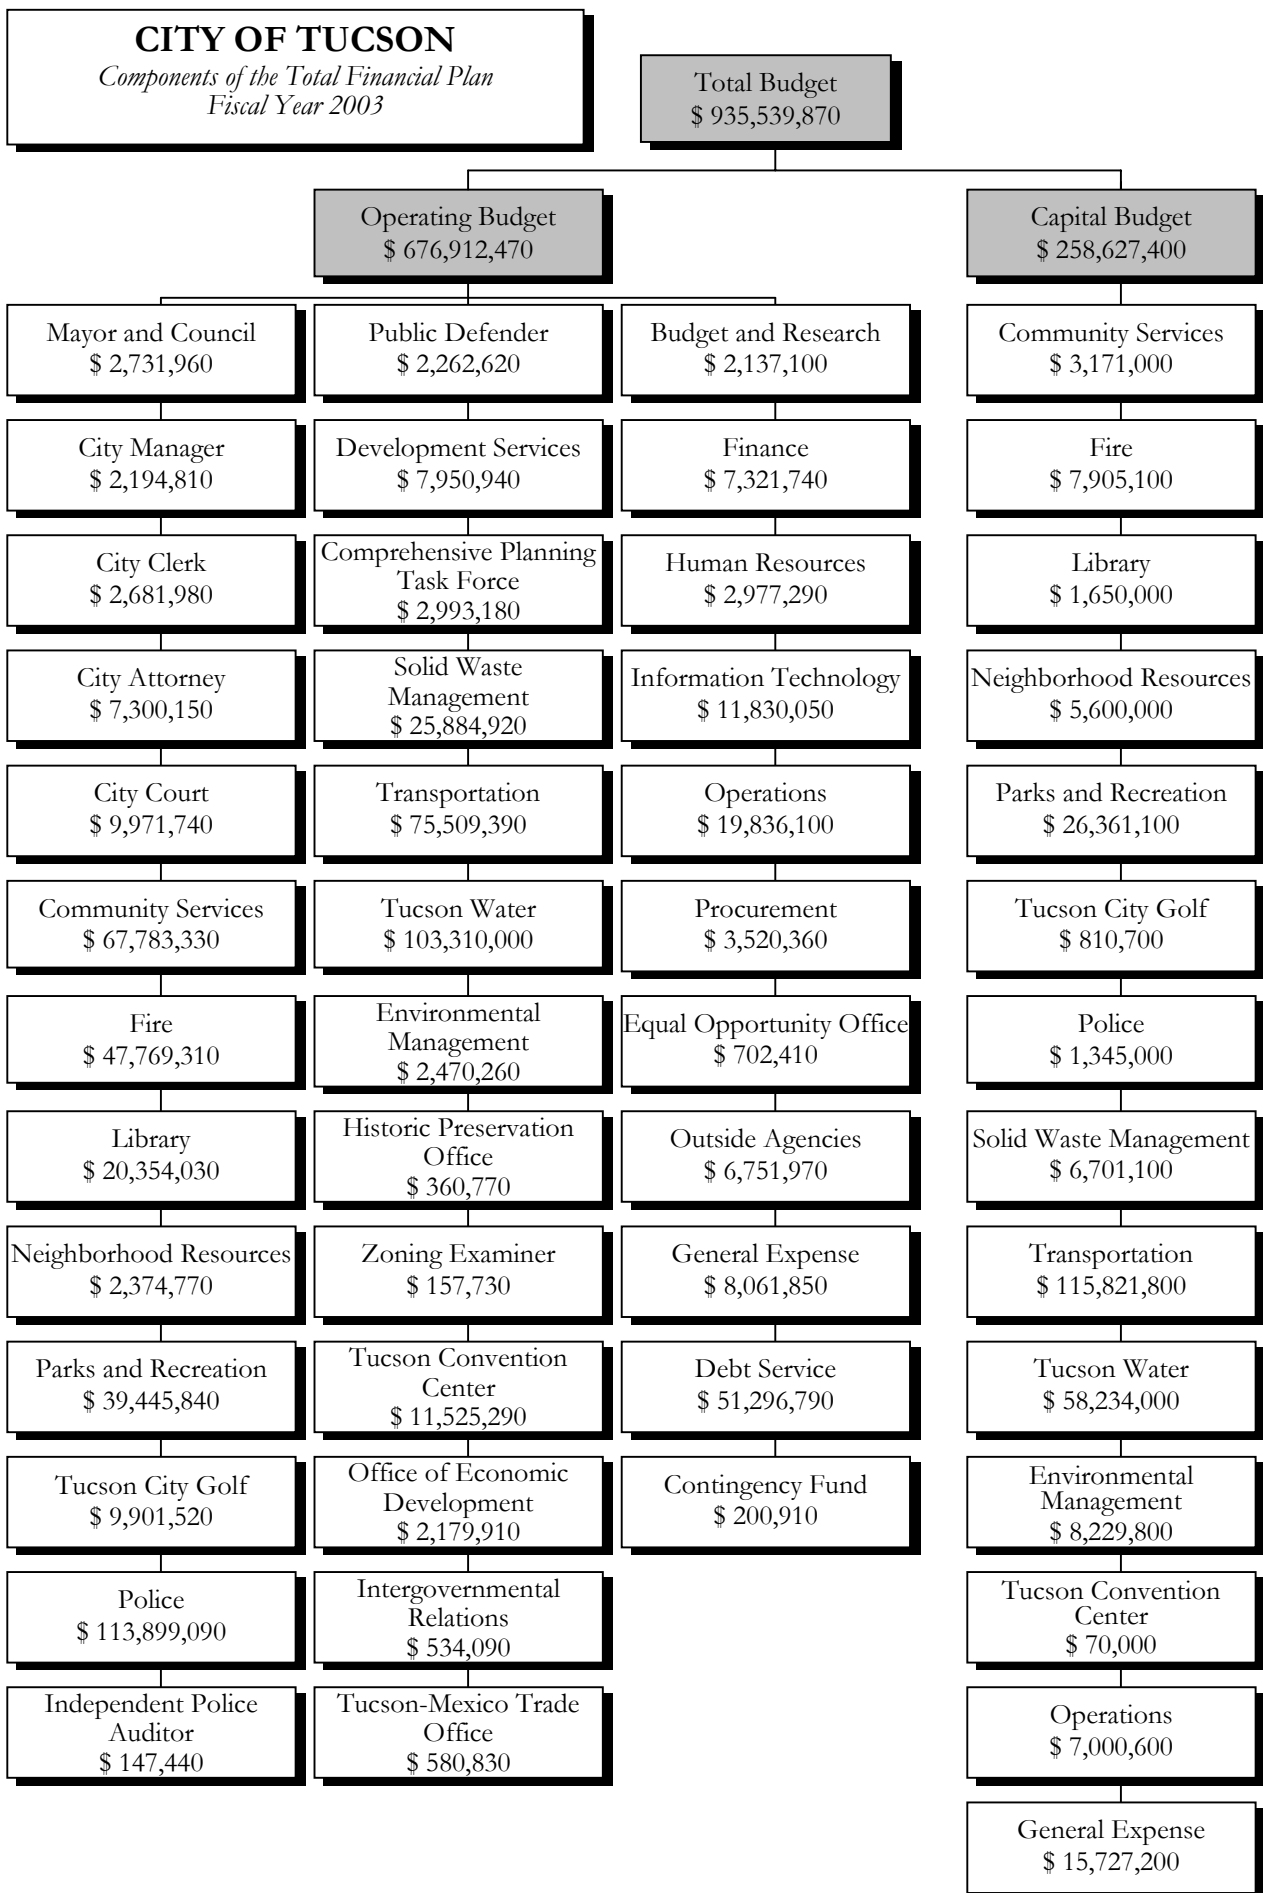 CITY OF TUCSON
Components of the Total Financial Plan
Fiscal Year 2003
Total Budget
$ 935,539,870
Operating Budget
$ 676,912,470
Capital Budget
$ 258,627,400
Mayor and Council
$ 2,731,960
City Manager
$ 2,194,810
City Clerk
$ 2,681,980
City Attorney
$ 7,300,150
City Court
$ 9,971,740
Community Services
$ 67,783,330
Fire
$ 47,769,310
Library
$ 20,354,030
Neighborhood Resources
$ 2,374,770
Parks and Recreation
$ 39,445,840
Tucson City Golf
$ 9,901,520
Police
$ 113,899,090
Independent Police
Auditor
$ 147,440
Public Defender
$ 2,262,620
Development Services
$ 7,950,940
Comprehensive Planning
Task Force
$ 2,993,180
Solid Waste
Management
$ 25,884,920
Transportation
$ 75,509,390
Tucson Water
$ 103,310,000
Environmental
Management
$ 2,470,260
Historic Preservation
Office
$ 360,770
Zoning Examiner
$ 157,730
Tucson Convention
Center
$ 11,525,290
Office of Economic
Development
$ 2,179,910
Intergovernmental
Relations
$ 534,090
Tucson-Mexico Trade
Office
$ 580,830
Budget and Research
$ 2,137,100
Finance
$ 7,321,740
Human Resources
$ 2,977,290
Information Technology
$ 11,830,050
Operations
$ 19,836,100
Procurement
$ 3,520,360
Equal Opportunity Office
$ 702,410
Outside Agencies
$ 6,751,970
General Expense
$ 8,061,850
Debt Service
$ 51,296,790
Contingency Fund
$ 200,910
Community Services
$ 3,171,000
Fire
$ 7,905,100
Library
$ 1,650,000
Neighborhood Resources
$ 5,600,000
Parks and Recreation
$ 26,361,100
Tucson City Golf
$ 810,700
Police
$ 1,345,000
Solid Waste Management
$ 6,701,100
Transportation
$ 115,821,800
Tucson Water
$ 58,234,000
Environmental
Management
$ 8,229,800
Tucson Convention
Center
$ 70,000
Operations
$ 7,000,600
General Expense
$ 15,727,200